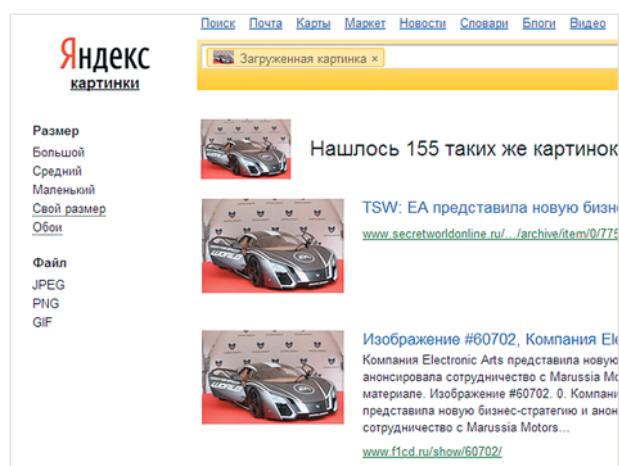 Поиск Почта Карты Маркет Новости Словари Блоги Видео
Яндекс
картинки
Загруженная картинка ×
Размер
Большой
Средний
Маленький
Свой размер
Обои
Файл
JPEG
PNG
GIF
Нашлось 155 таких же картинок
TSW: EA представила новую бизн
www.secretworldonline.ru/.../archive/item/0/775
Изображение #60702, Компания Ele
Компания Electronic Arts представила новую
анонсировала сотрудничество с Marussia Mo
материале. Изображение #60702. 0. Компани
представила новую бизнес-стратегию и анон
сотрудничество с Marussia Motors...
www.f1cd.ru/show/60702/